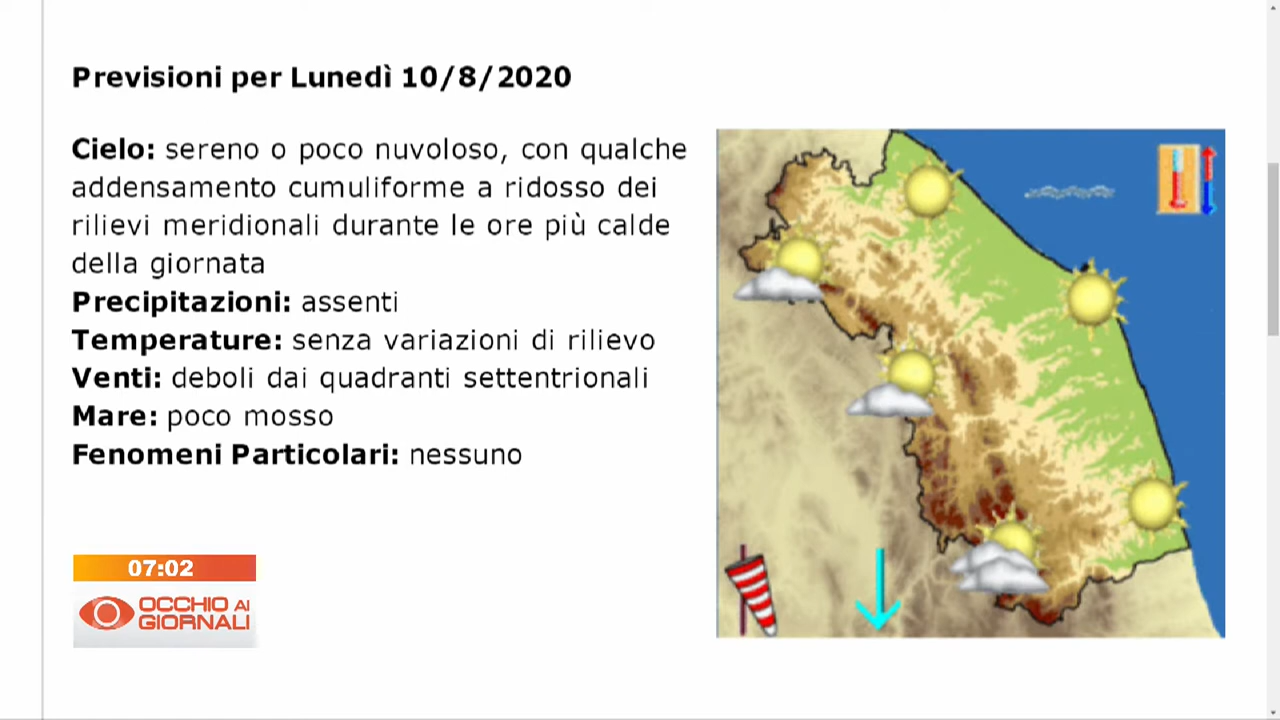 Previsioni per Lunedì 10/8/2020
Cielo: sereno o poco nuvoloso, con qualche
addensamento cumuliforme a ridosso dei
rilievi meridionali durante le ore più calde
della giornata
Precipitazioni: assenti
Temperature: senza variazioni di rilievo
Venti: deboli dai quadranti settentrionali
Mare: poco mosso
Fenomeni Particolari: nessuno
07:02
OCCHIO AI
GIORNALI